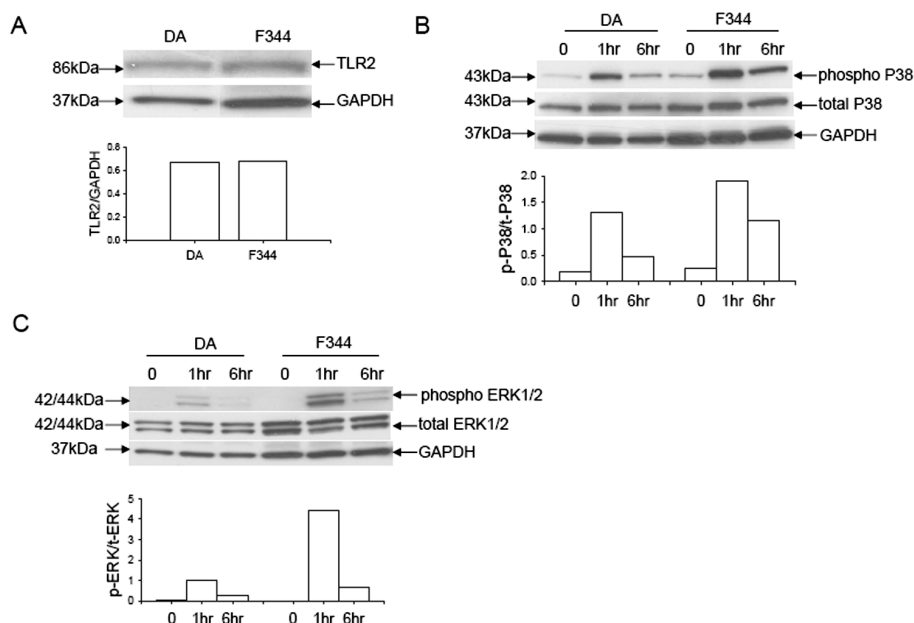 A
DA F344
86kDa TLR2
37kDa GAPDH
TLR2/GAPDH
0.8
0.6
0.4
0.2
0.0
DA F344
B
DA F344
0 1hr 6hr 0 1hr 6hr
43kDa phospho P38
43kDa total P38
37kDa GAPDH
p-P38/t-P38
2.0
1.5
1.0
0.5
0.0
0 1hr 6hr 0 1hr 6hr
C
DA F344
0 1hr 6hr 0 1hr 6hr
42/44kDa phospho ERK1/2
42/44kDa total ERK1/2
37kDa GAPDH
p-ERK/t-ERK
5
4
3
2
1
0
0 1hr 6hr 0 1hr 6hr